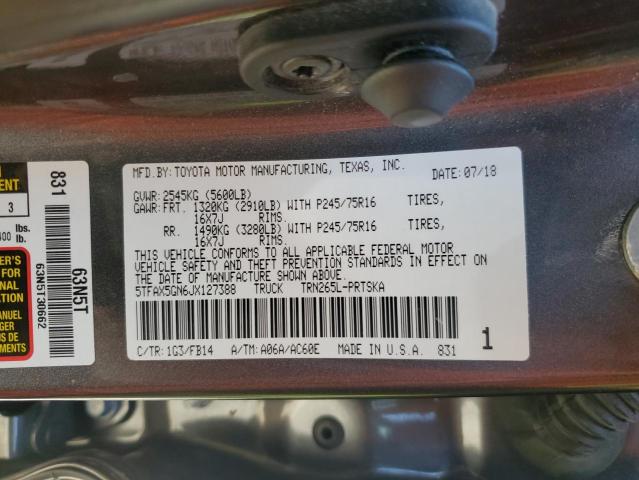 MFD.BY:TOYOTA MOTOR MANUFACTURING, TEXAS, INC. DATE:07/18
GVWR:2545KG (5600LB)
GAWR:FRT. 1320KG (2910LB) WITH P245/75R16 TIRES,
16X7J RIMS.
RR. 1490KG (3280LB) WITH P245/75R16 TIRES,
16X7J RIMS.
THIS VEHICLE CONFORMS TO ALL APPLICABLE FEDERAL MOTOR
VEHICLE SAFETY AND THEFT PREVENTION STANDARDS IN EFFECT ON
THE DATE OF MANUFACTURE SHOWN ABOVE.
5TFAX5GN6JX127388 TRUCK TRN265L-PRTSKA
C/TR:1G3/FB14 A/TM:A06A/AC60E MADE IN U.S.A. 831
1
831
63N5T
63N5T30662
3
400
lbs.
lb.